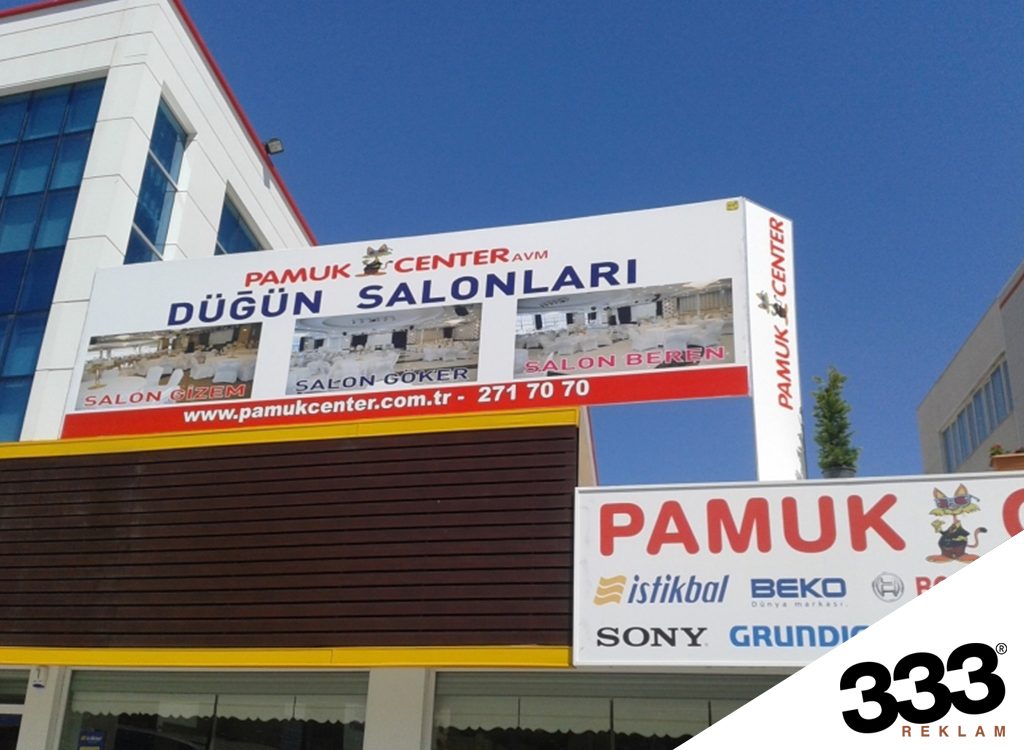 PAMUK CENTER AVM
DÜĞÜN SALONLARI
SALON GİZEM
SALON GÖKER
SALON BEREN
www.pamukcenter.com.tr - 271 70 70
PAMUK CENTER
PAMUK C
istikbal BEKO
Dünya markası.
SONY GRUNDIG
333®
REKLAM